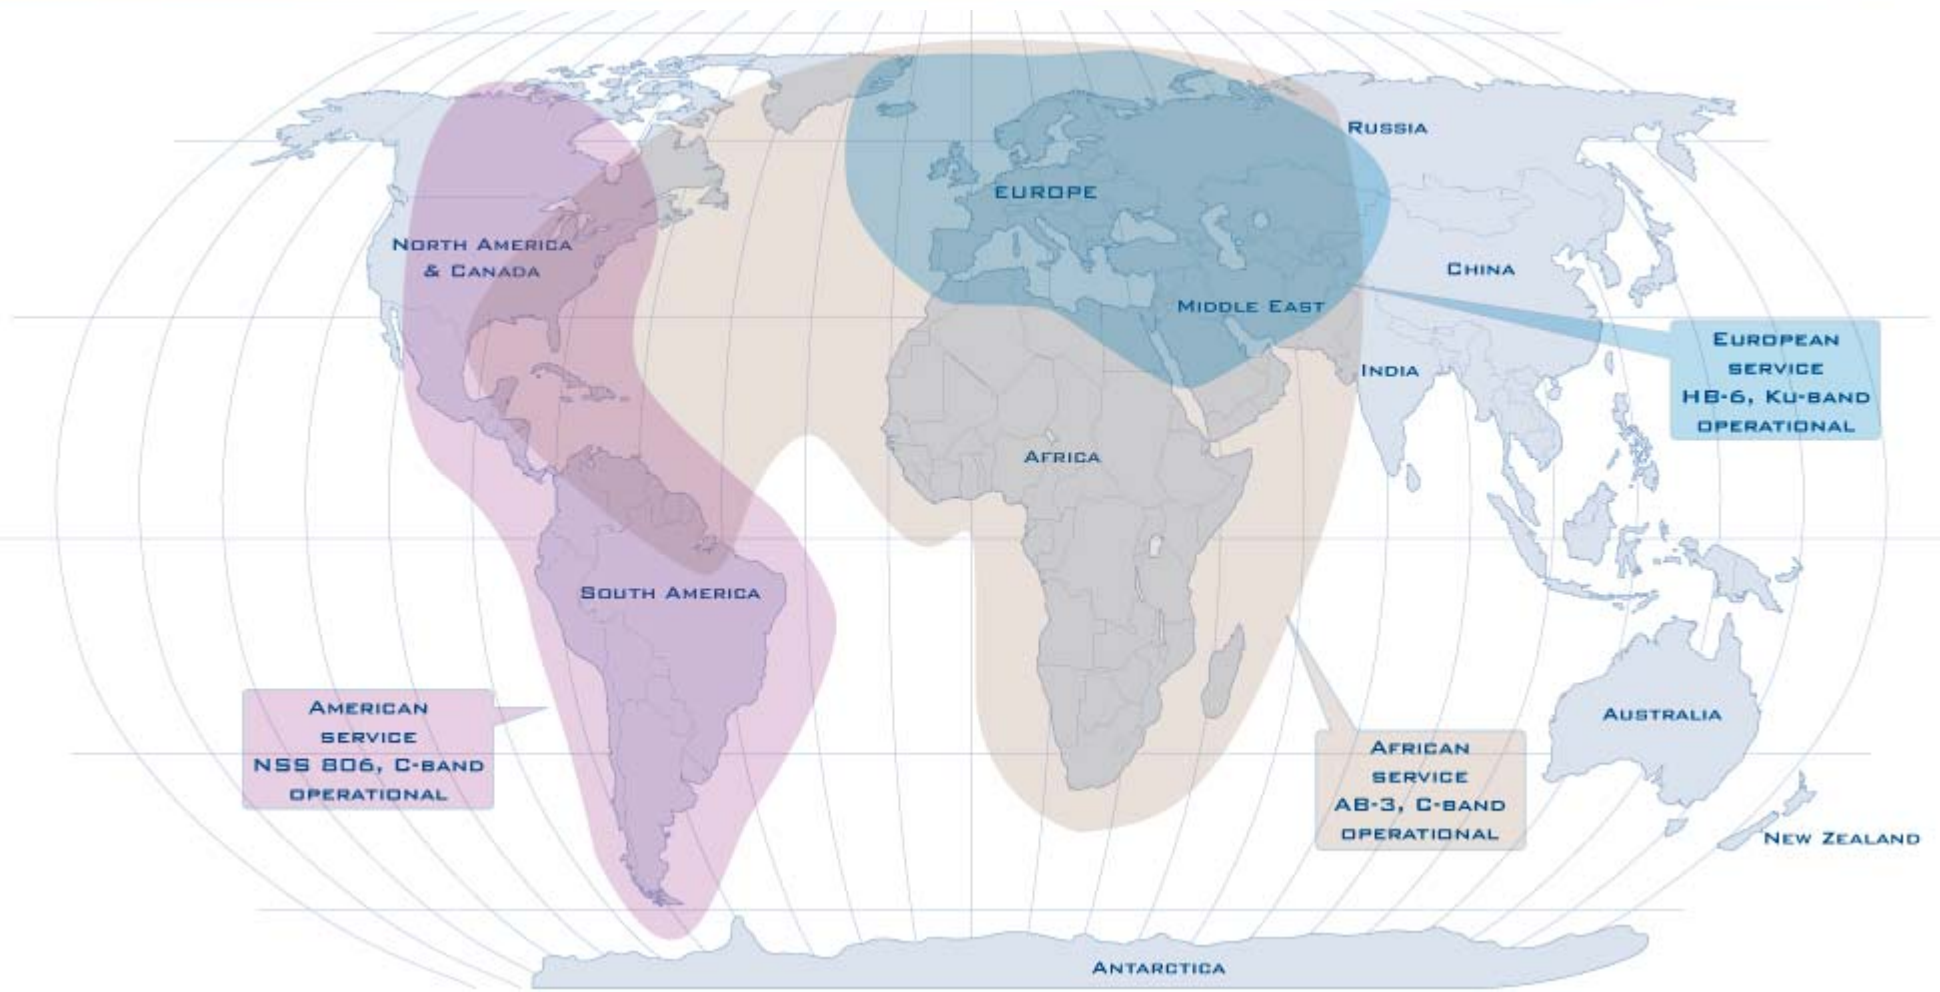 Russia
Europe
North America
& Canada
China
Middle East
European
service
HB-6, Ku-band
operational
India
Africa
South America
American
service
NSS 806, C-band
operational
Australia
African
service
AB-3, C-band
operational
New Zealand
Antarctica